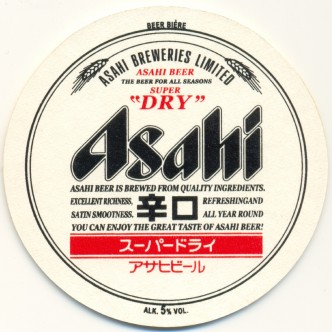 BEER BIÈRE
ASAHI BREWERIES LIMITED
ASAHI BEER
THE BEER FOR ALL SEASONS
SUPER
"DRY"
Asahi
ASAHI BEER IS BREWED FROM QUALITY INGREDIENTS.
EXCELLENT RICHNESS, 辛口 REFRESHINGAND
SATIN SMOOTHNESS. ALL YEAR ROUND
YOU CAN ENJOY THE GREAT TASTE OF ASAHI BEER!
スーパードライ
アサヒビール
ALK. 5% VOL.